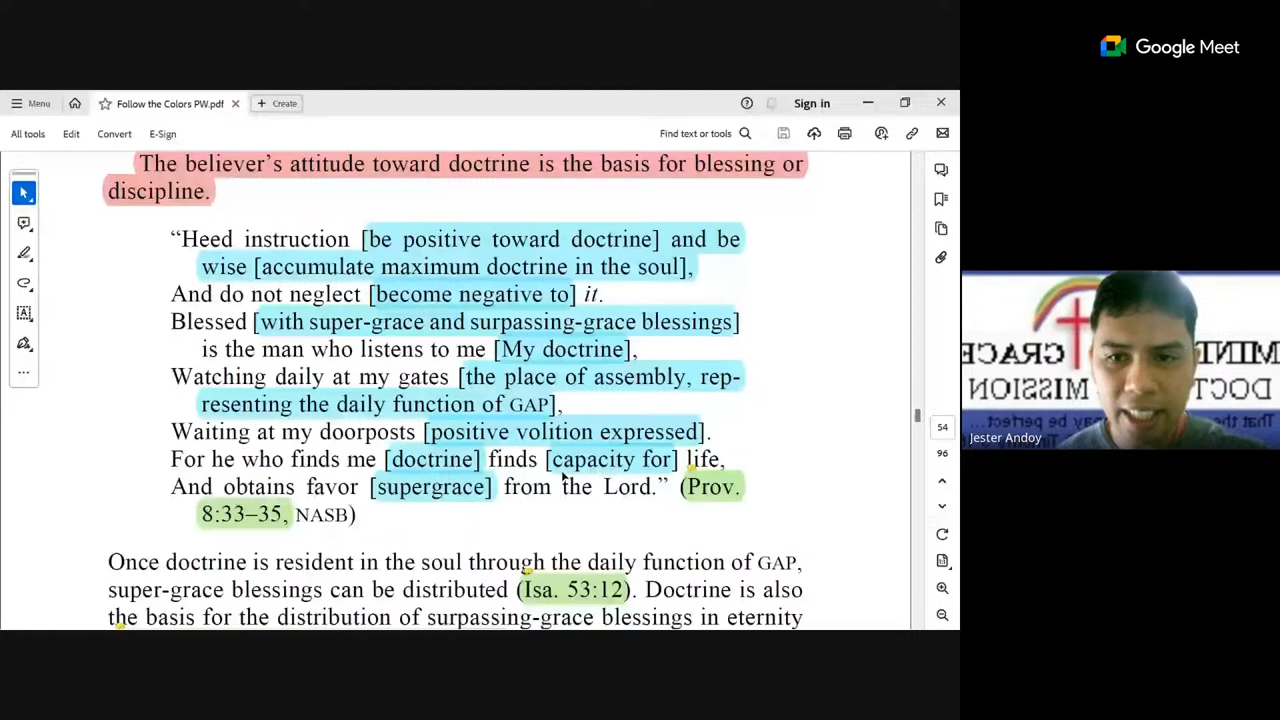 Google Meet
Menu
Follow the Colors PW.pdf
Create
Sign in
All tools
Edit
Convert
E-Sign
Find text or tools
The believer’s attitude toward doctrine is the basis for blessing or
discipline.
“Heed instruction [be positive toward doctrine] and be
wise [accumulate maximum doctrine in the soul],
And do not neglect [become negative to] it.
Blessed [with super-grace and surpassing-grace blessings]
is the man who listens to me [My doctrine],
Watching daily at my gates [the place of assembly, rep-
resenting the daily function of GAP],
Waiting at my doorposts [positive volition expressed].
For he who finds me [doctrine] finds [capacity for] life,
And obtains favor [supergrace] from the Lord.” (Prov.
8:33–35, NASB)
Once doctrine is resident in the soul through the daily function of GAP,
super-grace blessings can be distributed (Isa. 53:12). Doctrine is also
the basis for the distribution of surpassing-grace blessings in eternity
54
96
GRACE
MINI
DOCT
MISSION
That
may be perfect
Jester Andoy